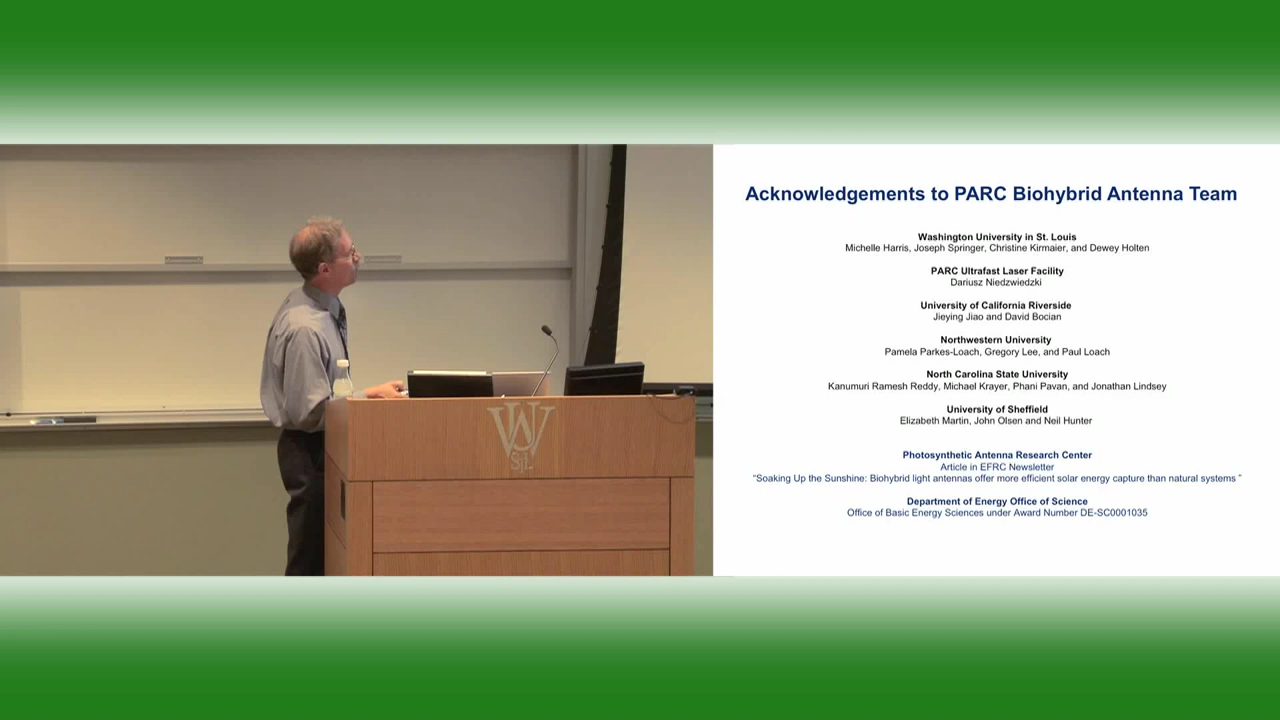 Acknowledgements to PARC Biohybrid Antenna Team
Washington University in St. Louis
Michelle Harris, Joseph Springer, Christine Kirmaier, and Dewey Holten
PARC Ultrafast Laser Facility
Dariusz Niedzwiedzki
University of California Riverside
Jieying Jiao and David Bocian
Northwestern University
Pamela Parkes-Loach, Gregory Lee, and Paul Loach
North Carolina State University
Kanumuri Ramesh Reddy, Michael Krayer, Phani Pavan, and Jonathan Lindsey
University of Sheffield
Elizabeth Martin, John Olsen and Neil Hunter
Photosynthetic Antenna Research Center
Article in EFRC Newsletter
“Soaking Up the Sunshine: Biohybrid light antennas offer more efficient solar energy capture than natural systems ”
Department of Energy Office of Science
Office of Basic Energy Sciences under Award Number DE-SC0001035
WU
StL